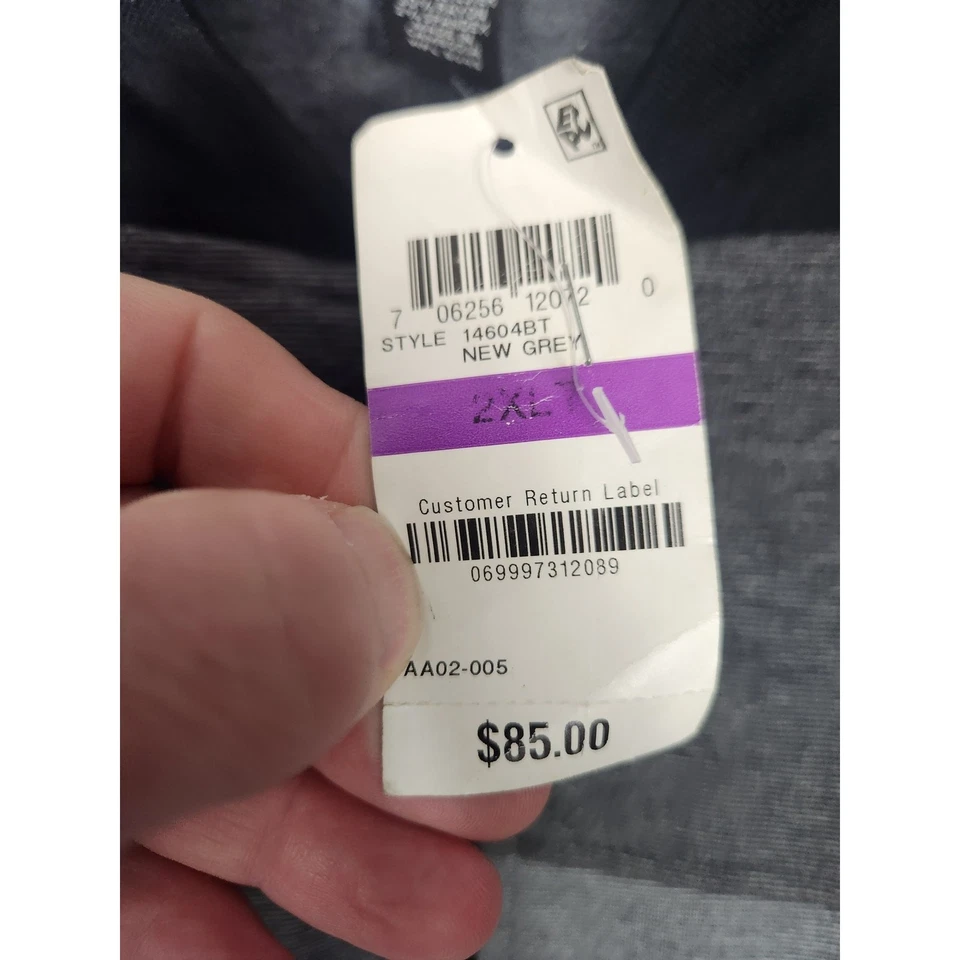 7 06256 12072 0
STYLE 14604BT
NEW GREY
2XLT
Customer Return Label
069997312089
AA02-005
$85.00